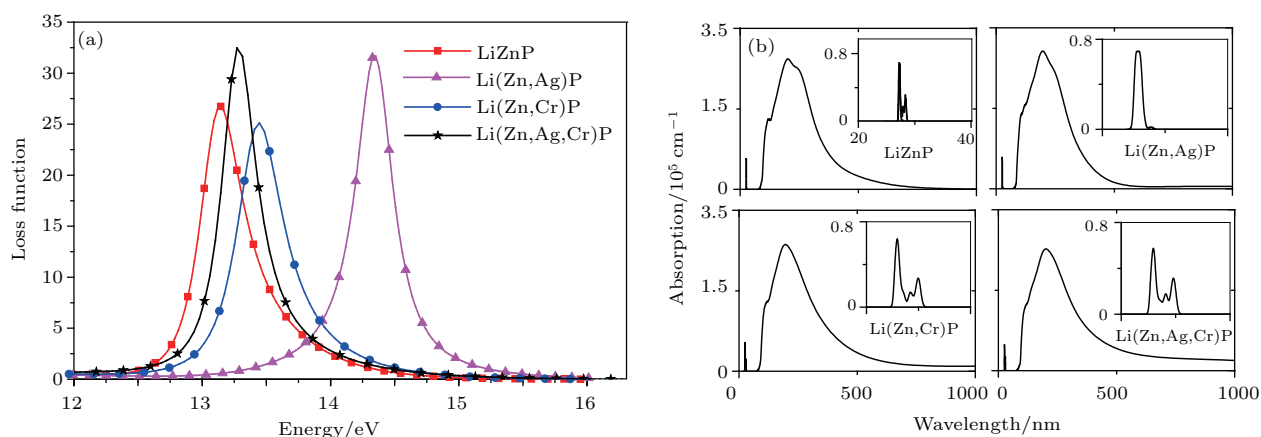 (a)
35
30
25
20
15
10
5
0
Loss function
12
13
14
15
16
Energy/eV
LiZnP
Li(Zn,Ag)P
Li(Zn,Cr)P
Li(Zn,Ag,Cr)P
(b)
Absorption/10⁵ cm⁻¹
3.5
1.5
0
0.8
0
20
40
LiZnP
0.8
0
Li(Zn,Ag)P
3.5
1.5
0
0.8
0
Li(Zn,Cr)P
0.8
0
Li(Zn,Ag,Cr)P
0
500
1000
0
500
1000
Wavelength/nm